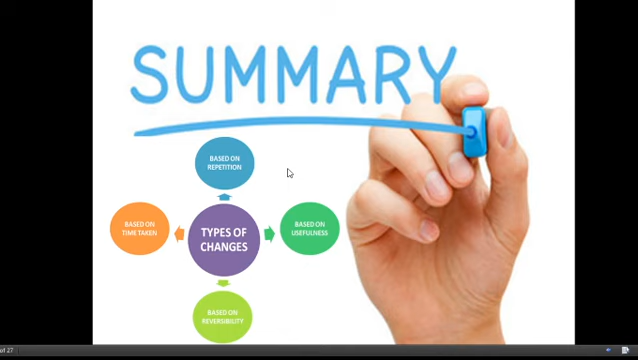 SUMMARY
BASED ON
REPETITION
BASED ON
TIME TAKEN
TYPES OF
CHANGES
BASED ON
USEFULNESS
BASED ON
REVERSIBILITY
of 27